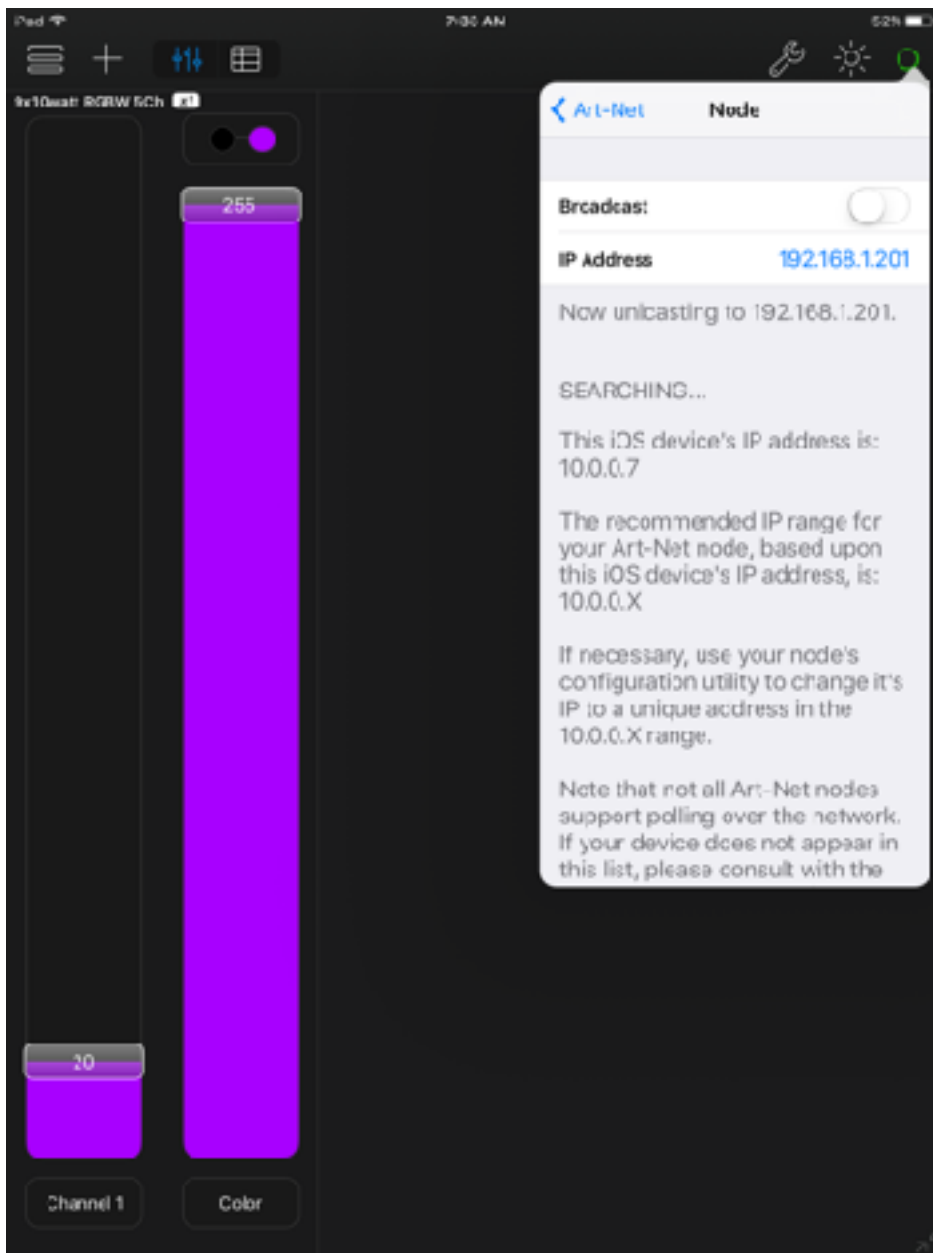 iPad
7:36 AM
52%
9x10watt RGBW 5Ch x1
Art-Net
Node
255
Broadcast
IP Address
192.168.1.201
Now unicasting to 192.168.1.201.
SEARCHING...
This iOS device's IP address is:
10.0.0.7
The recommended IP range for
your Art-Net node, based upon
this iOS device's IP address, is:
10.0.0.X
If necessary, use your node's
configuration utility to change it's
IP to a unique address in the
10.0.0.X range.
Note that not all Art-Net nodes
support polling over the network.
If your device does not appear in
this list, please consult with the
20
Channel 1
Color